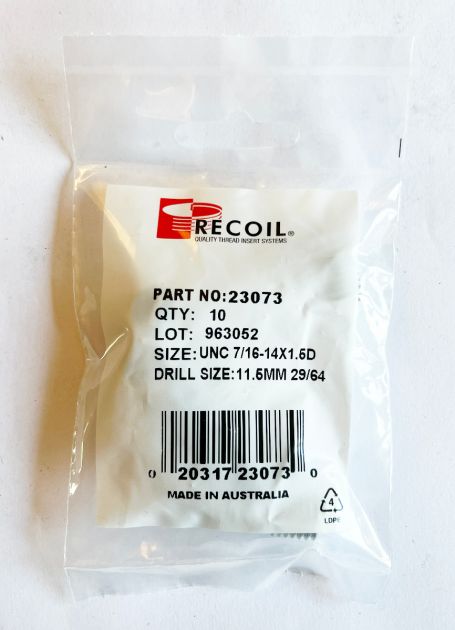 RECOIL®
QUALITY THREAD INSERT SYSTEMS
PART NO:23073
QTY: 10
LOT: 963052
SIZE: UNC 7/16-14X1.5D
DRILL SIZE:11.5MM 29/64
0 20317 23073 0
MADE IN AUSTRALIA
4
LDPE